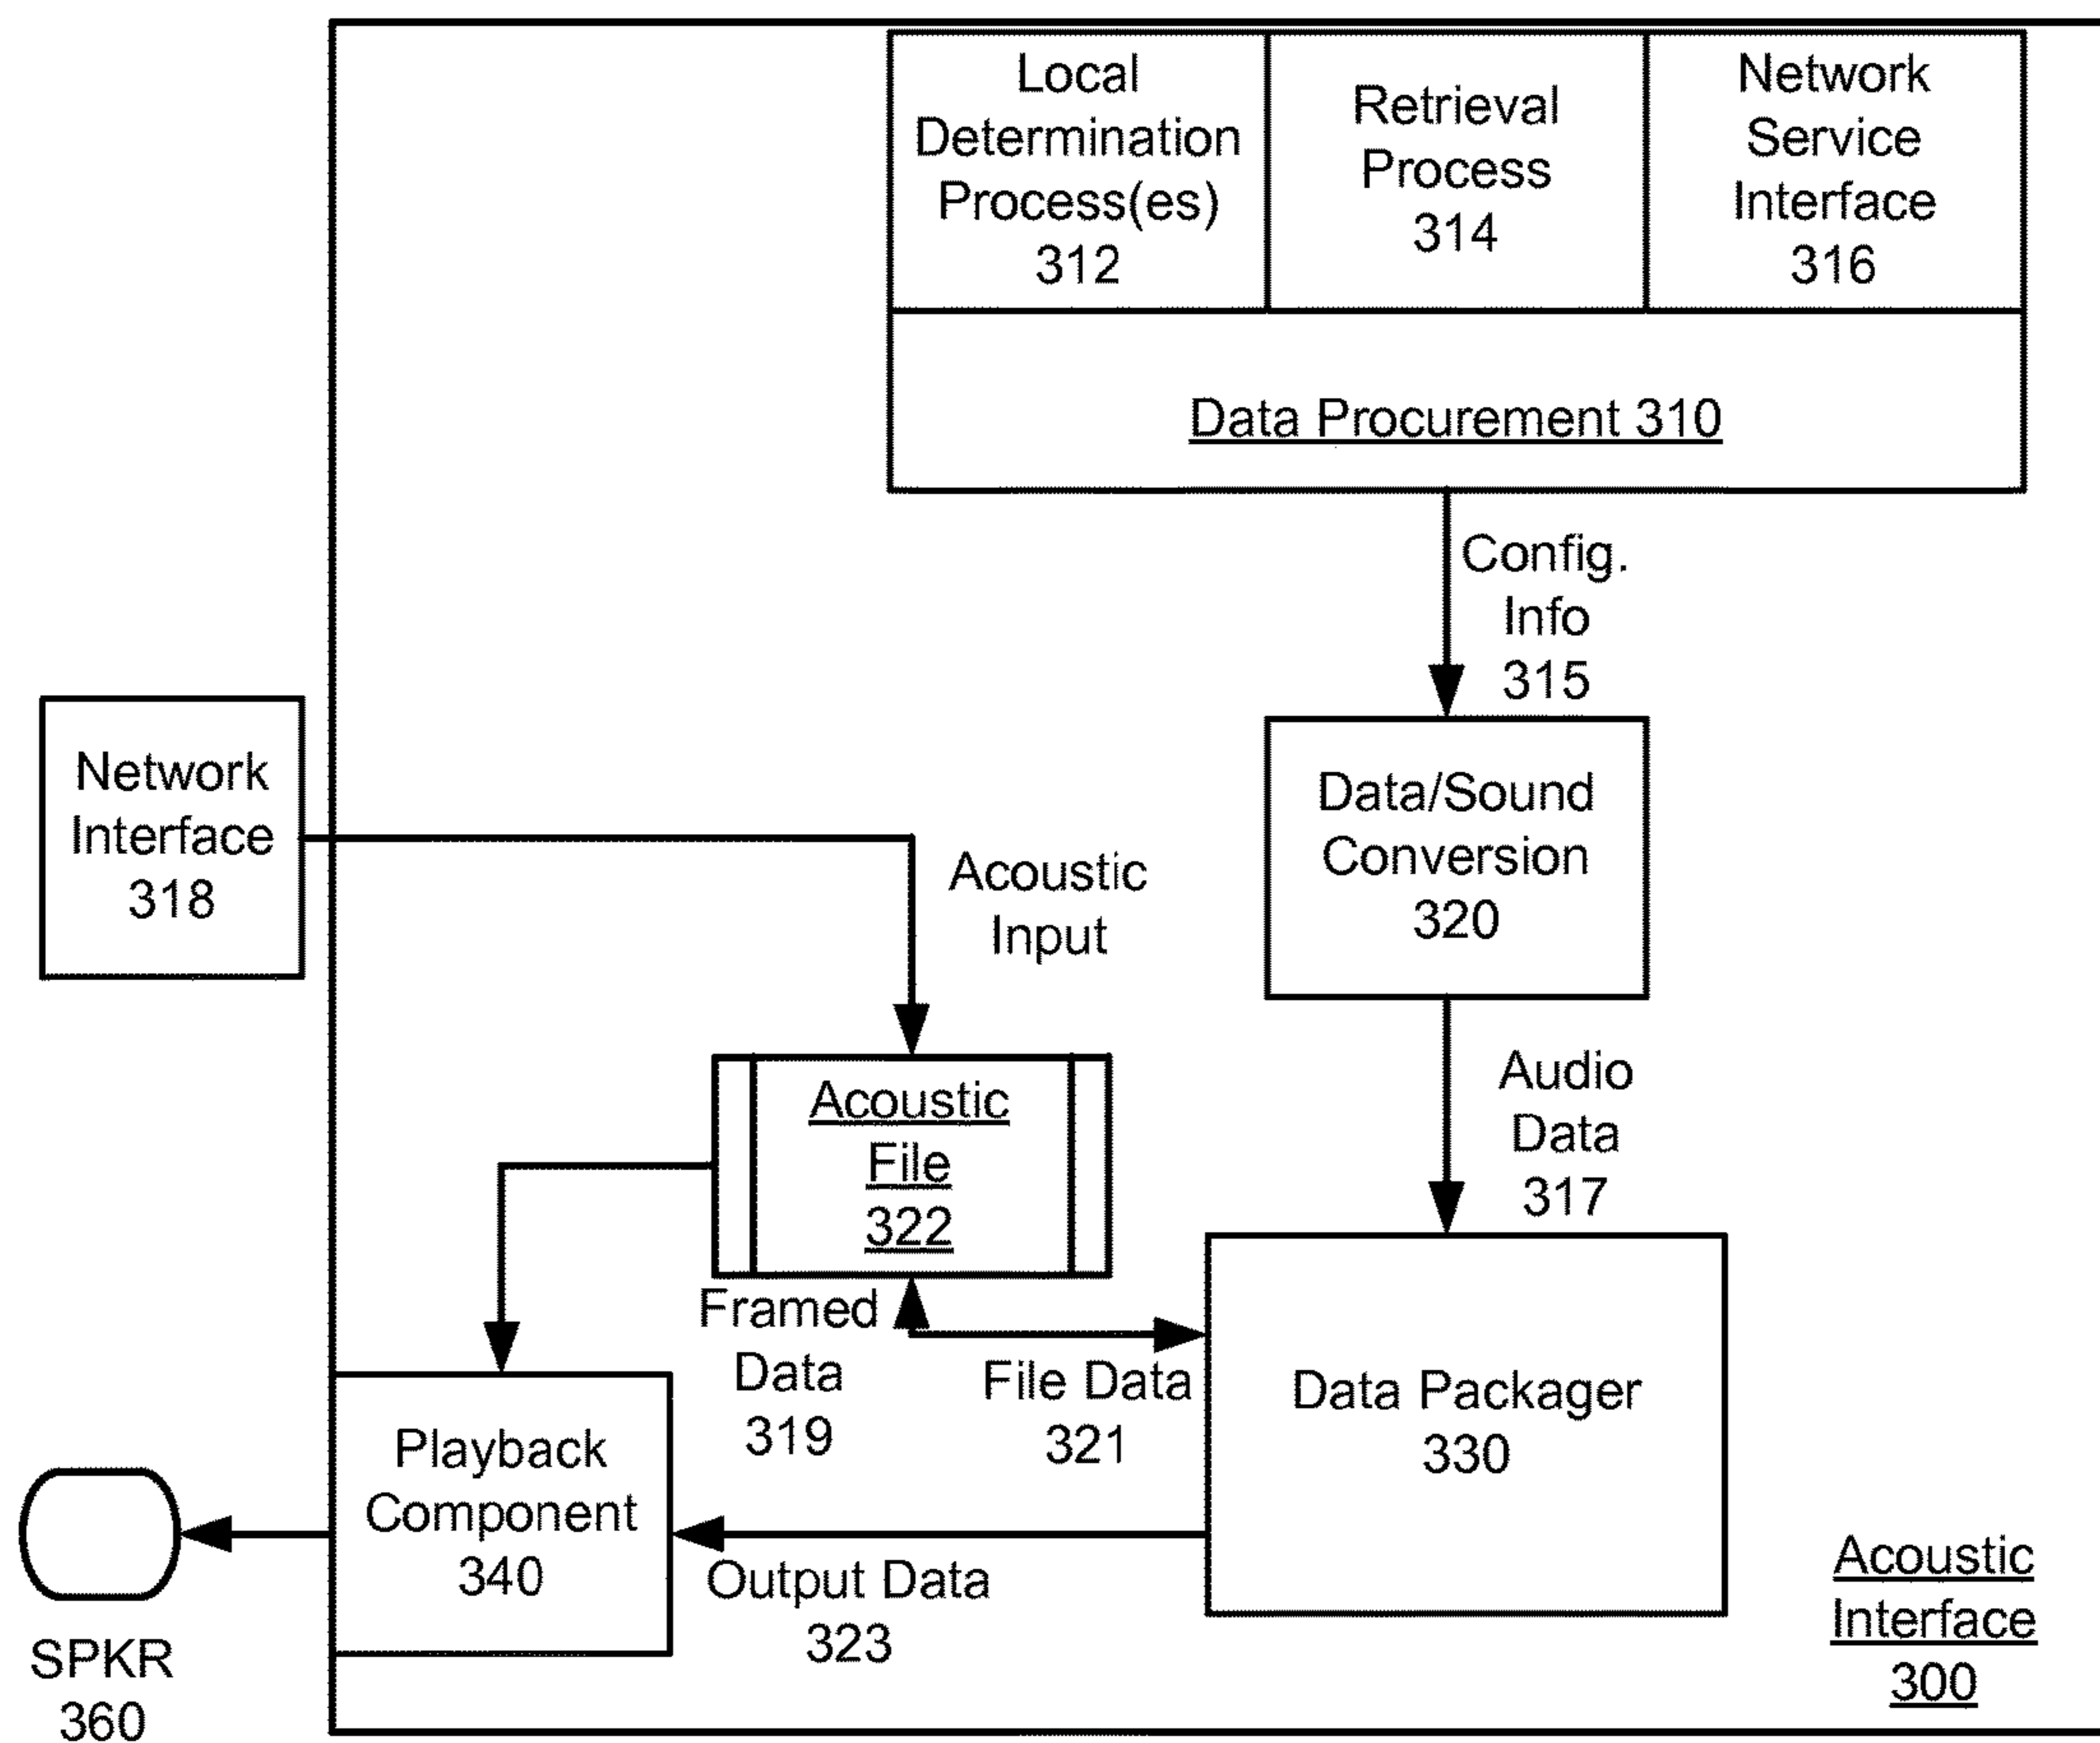 Local
Determination
Process(es)
312
Retrieval
Process
314
Network
Service
Interface
316
Data Procurement 310
Config.
Info
315
Network
Interface
318
Data/Sound
Conversion
320
Acoustic
Input
Acoustic
File
322
Audio
Data
317
Framed
Data
319
File Data
321
Data Packager
330
Playback
Component
340
Output Data
323
SPKR
360
Acoustic
Interface
300